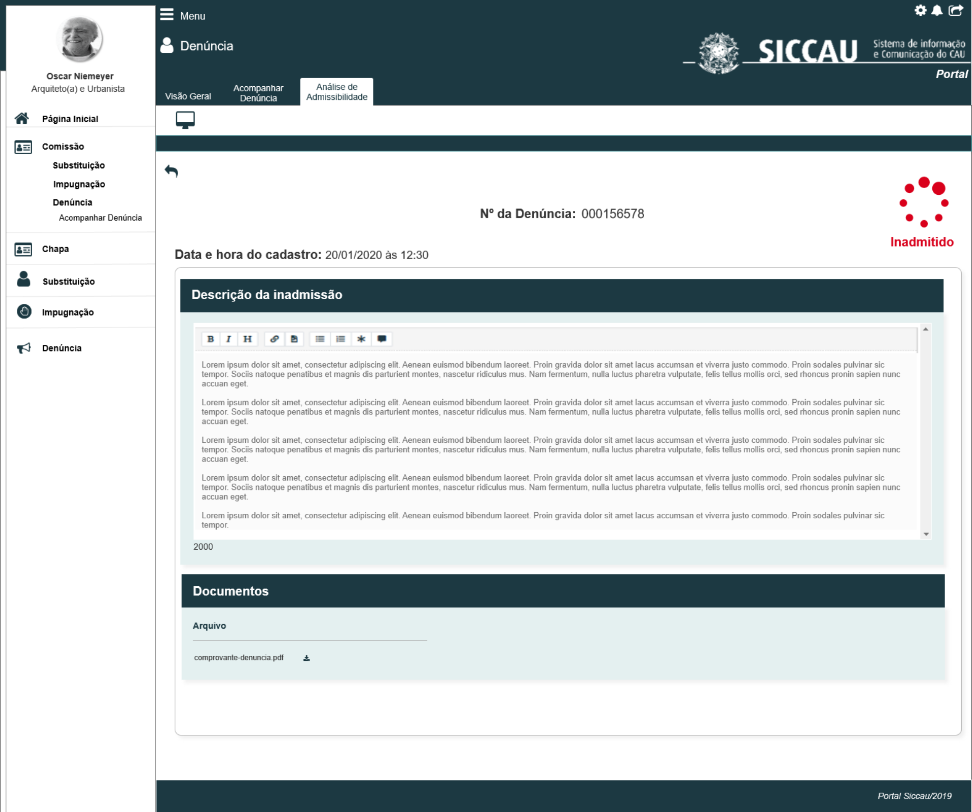 Menu
Denúncia
SICCAU
Sistema de informação
e Comunicação do CAU
Portal
Visão Geral
Acompanhar
Denúncia
Análise de
Admissibilidade
Oscar Niemeyer
Arquiteto(a) e Urbanista
Página Inicial
Comissão
Substituição
Impugnação
Denúncia
Acompanhar Denúncia
Chapa
Substituição
Impugnação
Denúncia
Nº da Denúncia: 000156578
Inadmitido
Data e hora do cadastro: 20/01/2020 às 12:30
Descrição da inadmissão
B I H
Lorem ipsum dolor sit amet, consectetur adipiscing elit. Aenean euismod bibendum laoreet. Proin gravida dolor sit amet lacus accumsan et viverra justo commodo. Proin sodales pulvinar sic
tempor. Sociis natoque penatibus et magnis dis parturient montes, nascetur ridiculus mus. Nam fermentum, nulla luctus pharetra vulputate, felis tellus mollis orci, sed rhoncus pronin sapien nunc
accuan eget.
Lorem ipsum dolor sit amet, consectetur adipiscing elit. Aenean euismod bibendum laoreet. Proin gravida dolor sit amet lacus accumsan et viverra justo commodo. Proin sodales pulvinar sic
tempor. Sociis natoque penatibus et magnis dis parturient montes, nascetur ridiculus mus. Nam fermentum, nulla luctus pharetra vulputate, felis tellus mollis orci, sed rhoncus pronin sapien nunc
accuan eget.
Lorem ipsum dolor sit amet, consectetur adipiscing elit. Aenean euismod bibendum laoreet. Proin gravida dolor sit amet lacus accumsan et viverra justo commodo. Proin sodales pulvinar sic
tempor. Sociis natoque penatibus et magnis dis parturient montes, nascetur ridiculus mus. Nam fermentum, nulla luctus pharetra vulputate, felis tellus mollis orci, sed rhoncus pronin sapien nunc
accuan eget.
Lorem ipsum dolor sit amet, consectetur adipiscing elit. Aenean euismod bibendum laoreet. Proin gravida dolor sit amet lacus accumsan et viverra justo commodo. Proin sodales pulvinar sic
tempor. Sociis natoque penatibus et magnis dis parturient montes, nascetur ridiculus mus. Nam fermentum, nulla luctus pharetra vulputate, felis tellus mollis orci, sed rhoncus pronin sapien nunc
accuan eget.
Lorem ipsum dolor sit amet, consectetur adipiscing elit. Aenean euismod bibendum laoreet. Proin gravida dolor sit amet lacus accumsan et viverra justo commodo. Proin sodales pulvinar sic
tempor.
2000
Documentos
Arquivo
comprovante-denuncia.pdf
Portal Siccau/2019